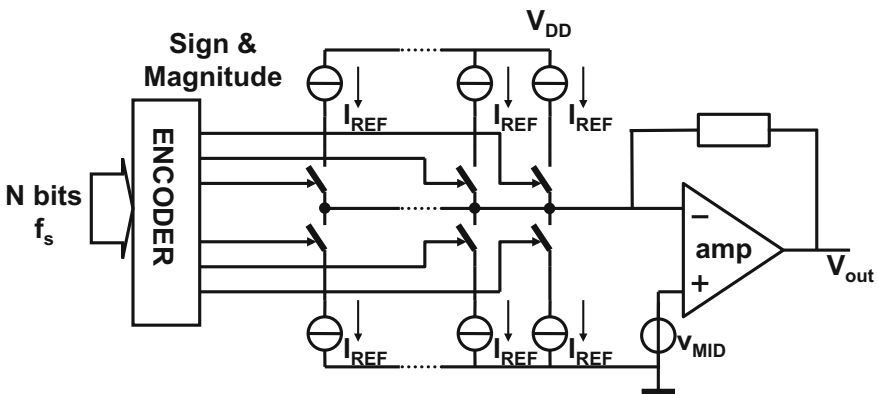 V_DD
Sign &
Magnitude
I_REF I_REF I_REF
ENCODER
N bits
f_s
−
amp
+
V_out
I_REF I_REF I_REF
v_MID